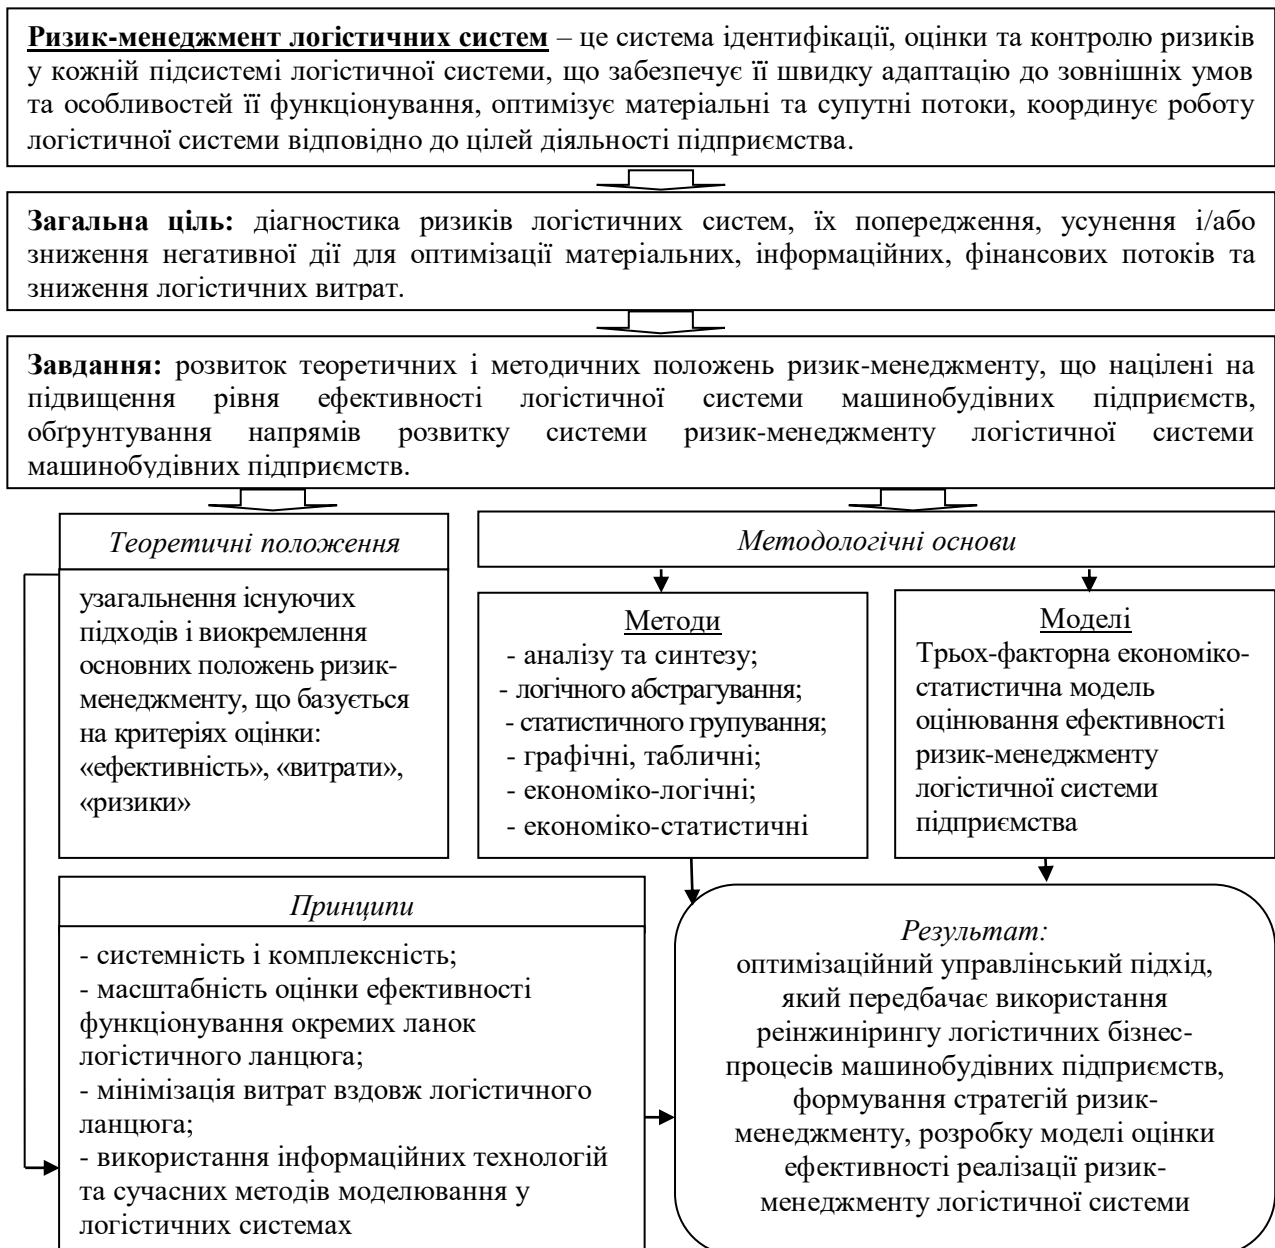 Ризик-менеджмент логістичних систем – це система ідентифікації, оцінки та контролю ризиків
у кожній підсистемі логістичної системи, що забезпечує її швидку адаптацію до зовнішніх умов
та особливостей її функціонування, оптимізує матеріальні та супутні потоки, координує роботу
логістичної системи відповідно до цілей діяльності підприємства.
Загальна ціль: діагностика ризиків логістичних систем, їх попередження, усунення і/або
зниження негативної дії для оптимізації матеріальних, інформаційних, фінансових потоків та
зниження логістичних витрат.
Завдання: розвиток теоретичних і методичних положень ризик-менеджменту, що націлені на
підвищення рівня ефективності логістичної системи машинобудівних підприємств,
обґрунтування напрямів розвитку системи ризик-менеджменту логістичної системи
машинобудівних підприємств.
Теоретичні положення
узагальнення існуючих
підходів і виокремлення
основних положень ризик-
менеджменту, що базується
на критеріях оцінки:
«ефективність», «витрати»,
«ризики»
Методологічні основи
Методи
- аналізу та синтезу;
- логічного абстрагування;
- статистичного групування;
- графічні, табличні;
- економіко-логічні;
- економіко-статистичні
Моделі
Трьох-факторна економіко-
статистична модель
оцінювання ефективності
ризик-менеджменту
логістичної системи
підприємства
Принципи
- системність і комплексність;
- масштабність оцінки ефективності
функціонування окремих ланок
логістичного ланцюга;
- мінімізація витрат вздовж логістичного
ланцюга;
- використання інформаційних технологій
та сучасних методів моделювання у
логістичних системах
Результат:
оптимізаційний управлінський підхід,
який передбачає використання
реінжинірингу логістичних бізнес-
процесів машинобудівних підприємств,
формування стратегій ризик-
менеджменту, розробку моделі оцінки
ефективності реалізації ризик-
менеджменту логістичної системи